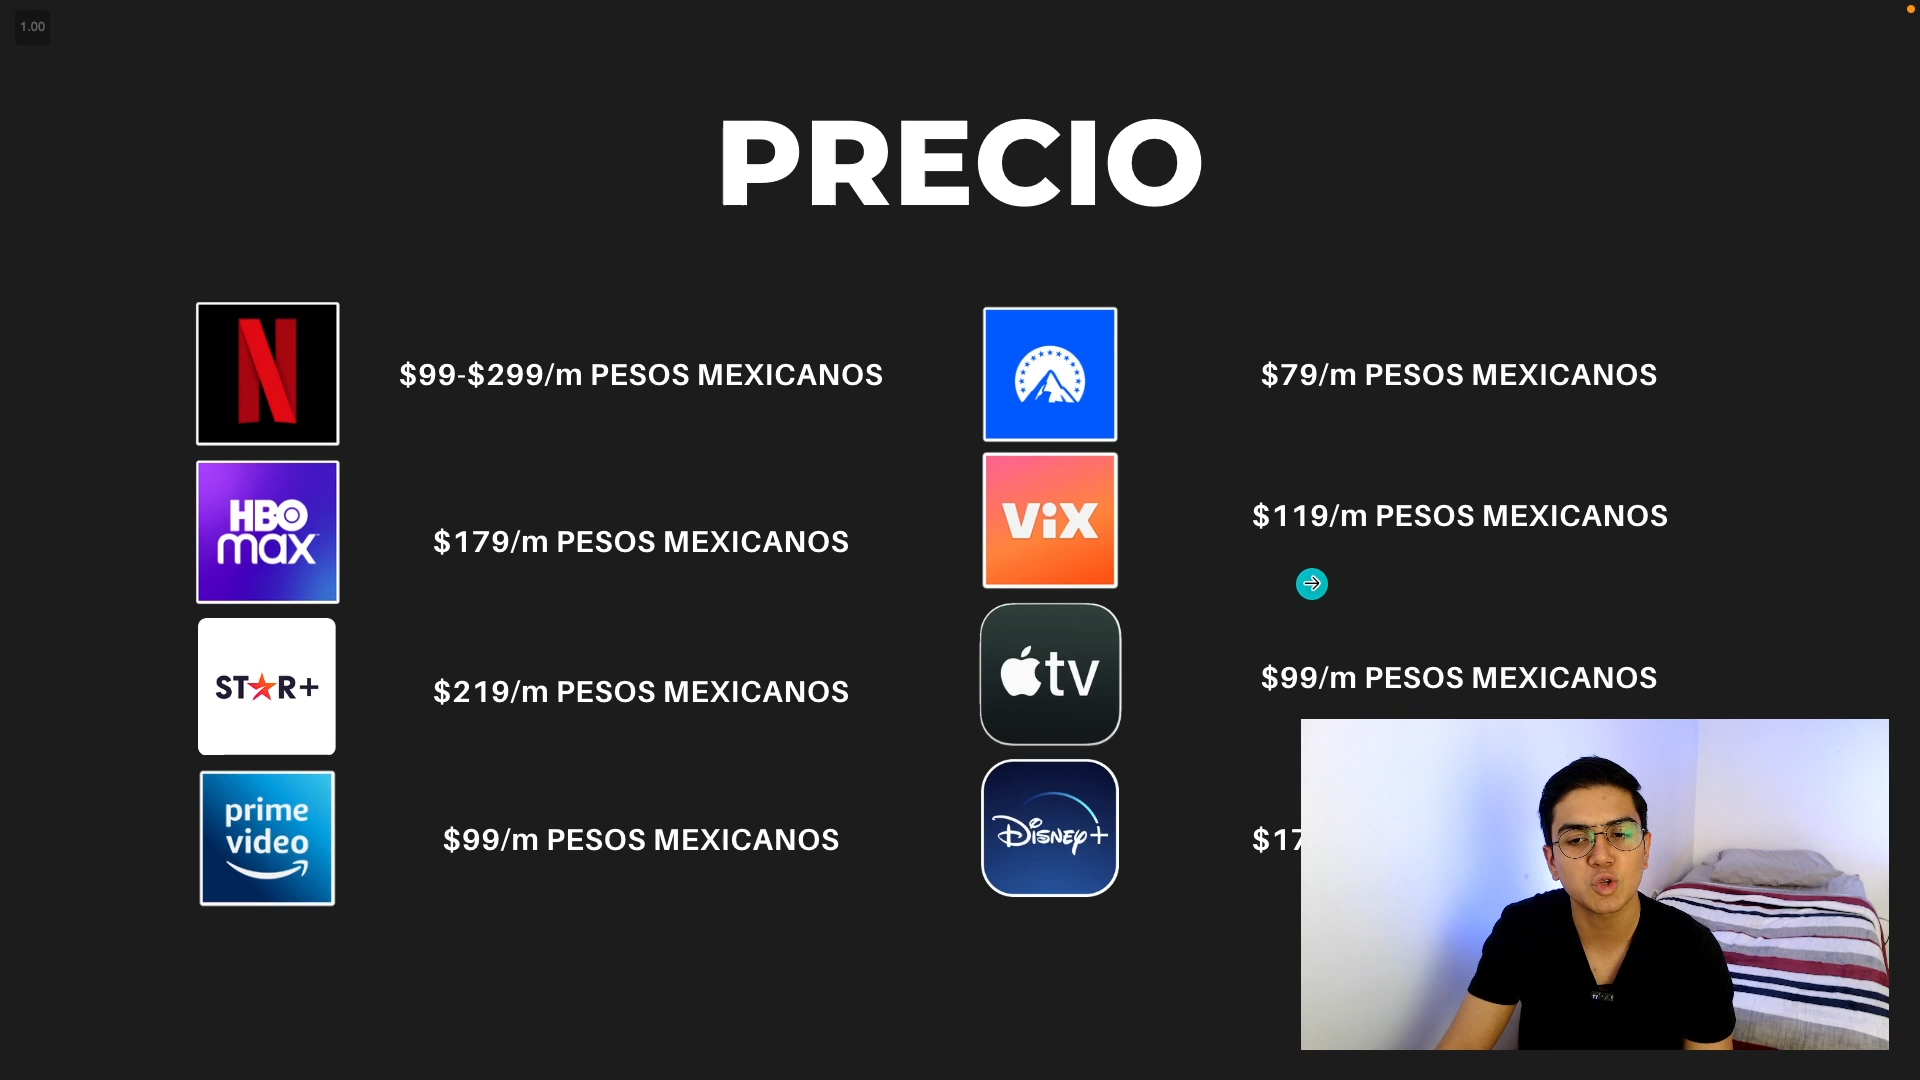 1.00
PRECIO
N
$99-$299/m PESOS MEXICANOS
HBO
max
$179/m PESOS MEXICANOS
STAR+
$219/m PESOS MEXICANOS
prime
video
$99/m PESOS MEXICANOS
$79/m PESOS MEXICANOS
ViX
$119/m PESOS MEXICANOS
tv
$99/m PESOS MEXICANOS
Disney+
$17